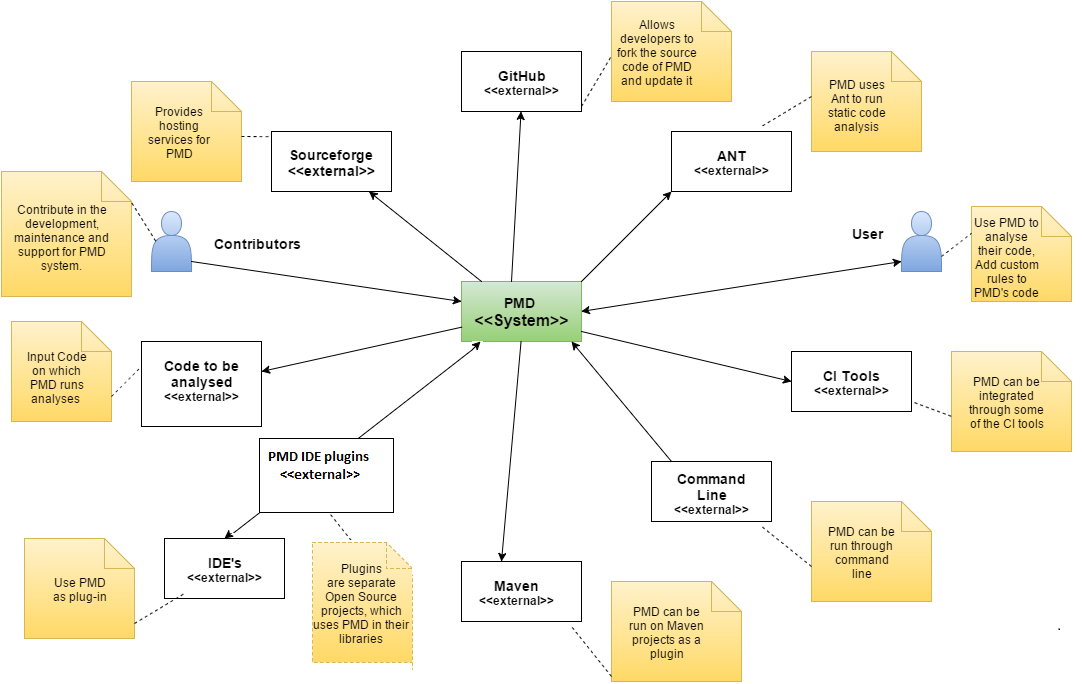 Allows
developers to
fork the source
code of PMD
and update it
GitHub
<<external>>
PMD uses
Ant to run
static code
analysis
Provides
hosting
services for
PMD
Sourceforge
<<external>>
ANT
<<external>>
Contribute in the
development,
maintenance and
support for PMD
system.
Contributors
User
Use PMD to
analyse
their code,
Add custom
rules to
PMD's code
PMD
<<System>>
Input Code
on which
PMD runs
analyses
Code to be
analysed
<<external>>
CI Tools
<<external>>
PMD can be
integrated
through some
of the CI tools
PMD IDE plugins
<<external>>
Command
Line
<<external>>
PMD can be
run through
command
line
Use PMD
as plug-in
IDE's
<<external>>
Plugins
are separate
Open Source
projects, which
uses PMD in their
libraries
Maven
<<external>>
PMD can be
run on Maven
projects as a
plugin
.